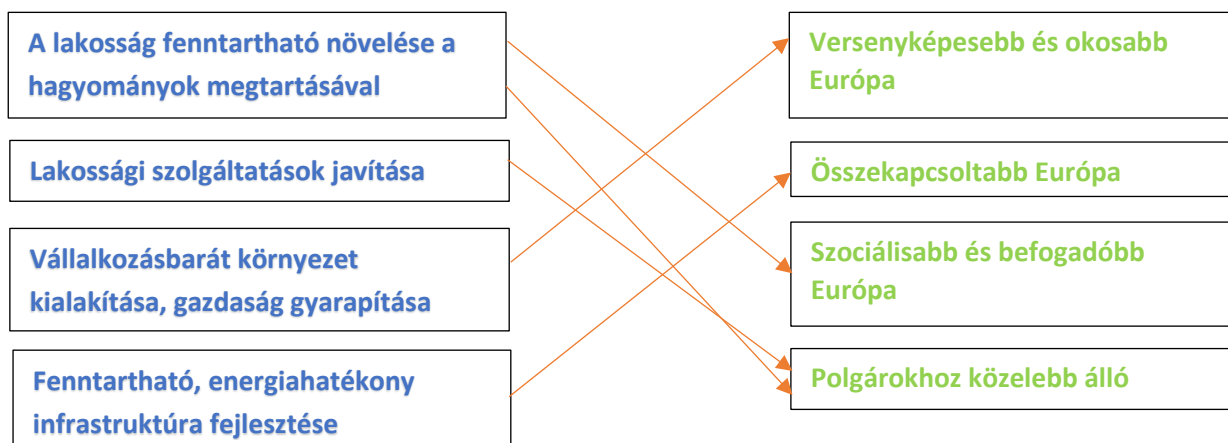 A lakosság fenntartható növelése a
hagyományok megtartásával
Lakossági szolgáltatások javítása
Vállalkozásbarát környezet
kialakítása, gazdaság gyarapítása
Fenntartható, energiahatékony
infrastruktúra fejlesztése
Versenyképesebb és okosabb
Európa
Összekapcsoltabb Európa
Szociálisabb és befogadóbb
Európa
Polgárokhoz közelebb álló